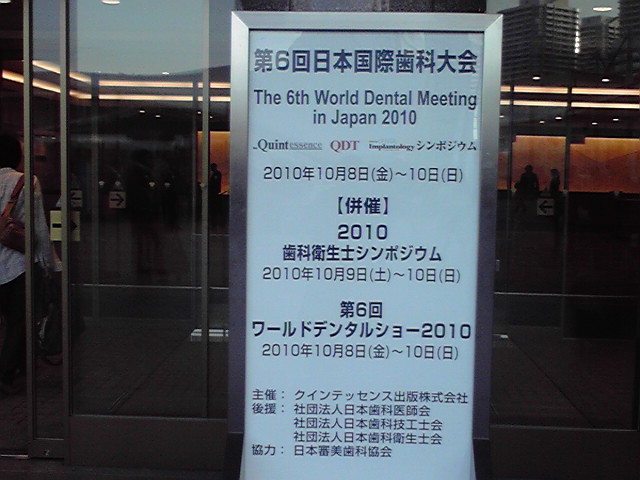 第6回日本国際歯科大会
The 6th World Dental Meeting
in Japan 2010
the Quintessence QDT Implantology シンポジウム
2010年10月8日(金)～10日(日)
【併催】
2010
歯科衛生士シンポジウム
2010年10月9日(土)～10日(日)
第6回
ワールドデンタルショー2010
2010年10月8日(金)～10日(日)
主催： クインテッセンス出版株式会社
後援： 社団法人日本歯科医師会
社団法人日本歯科技工士会
社団法人日本歯科衛生士会
協力： 日本審美歯科協会